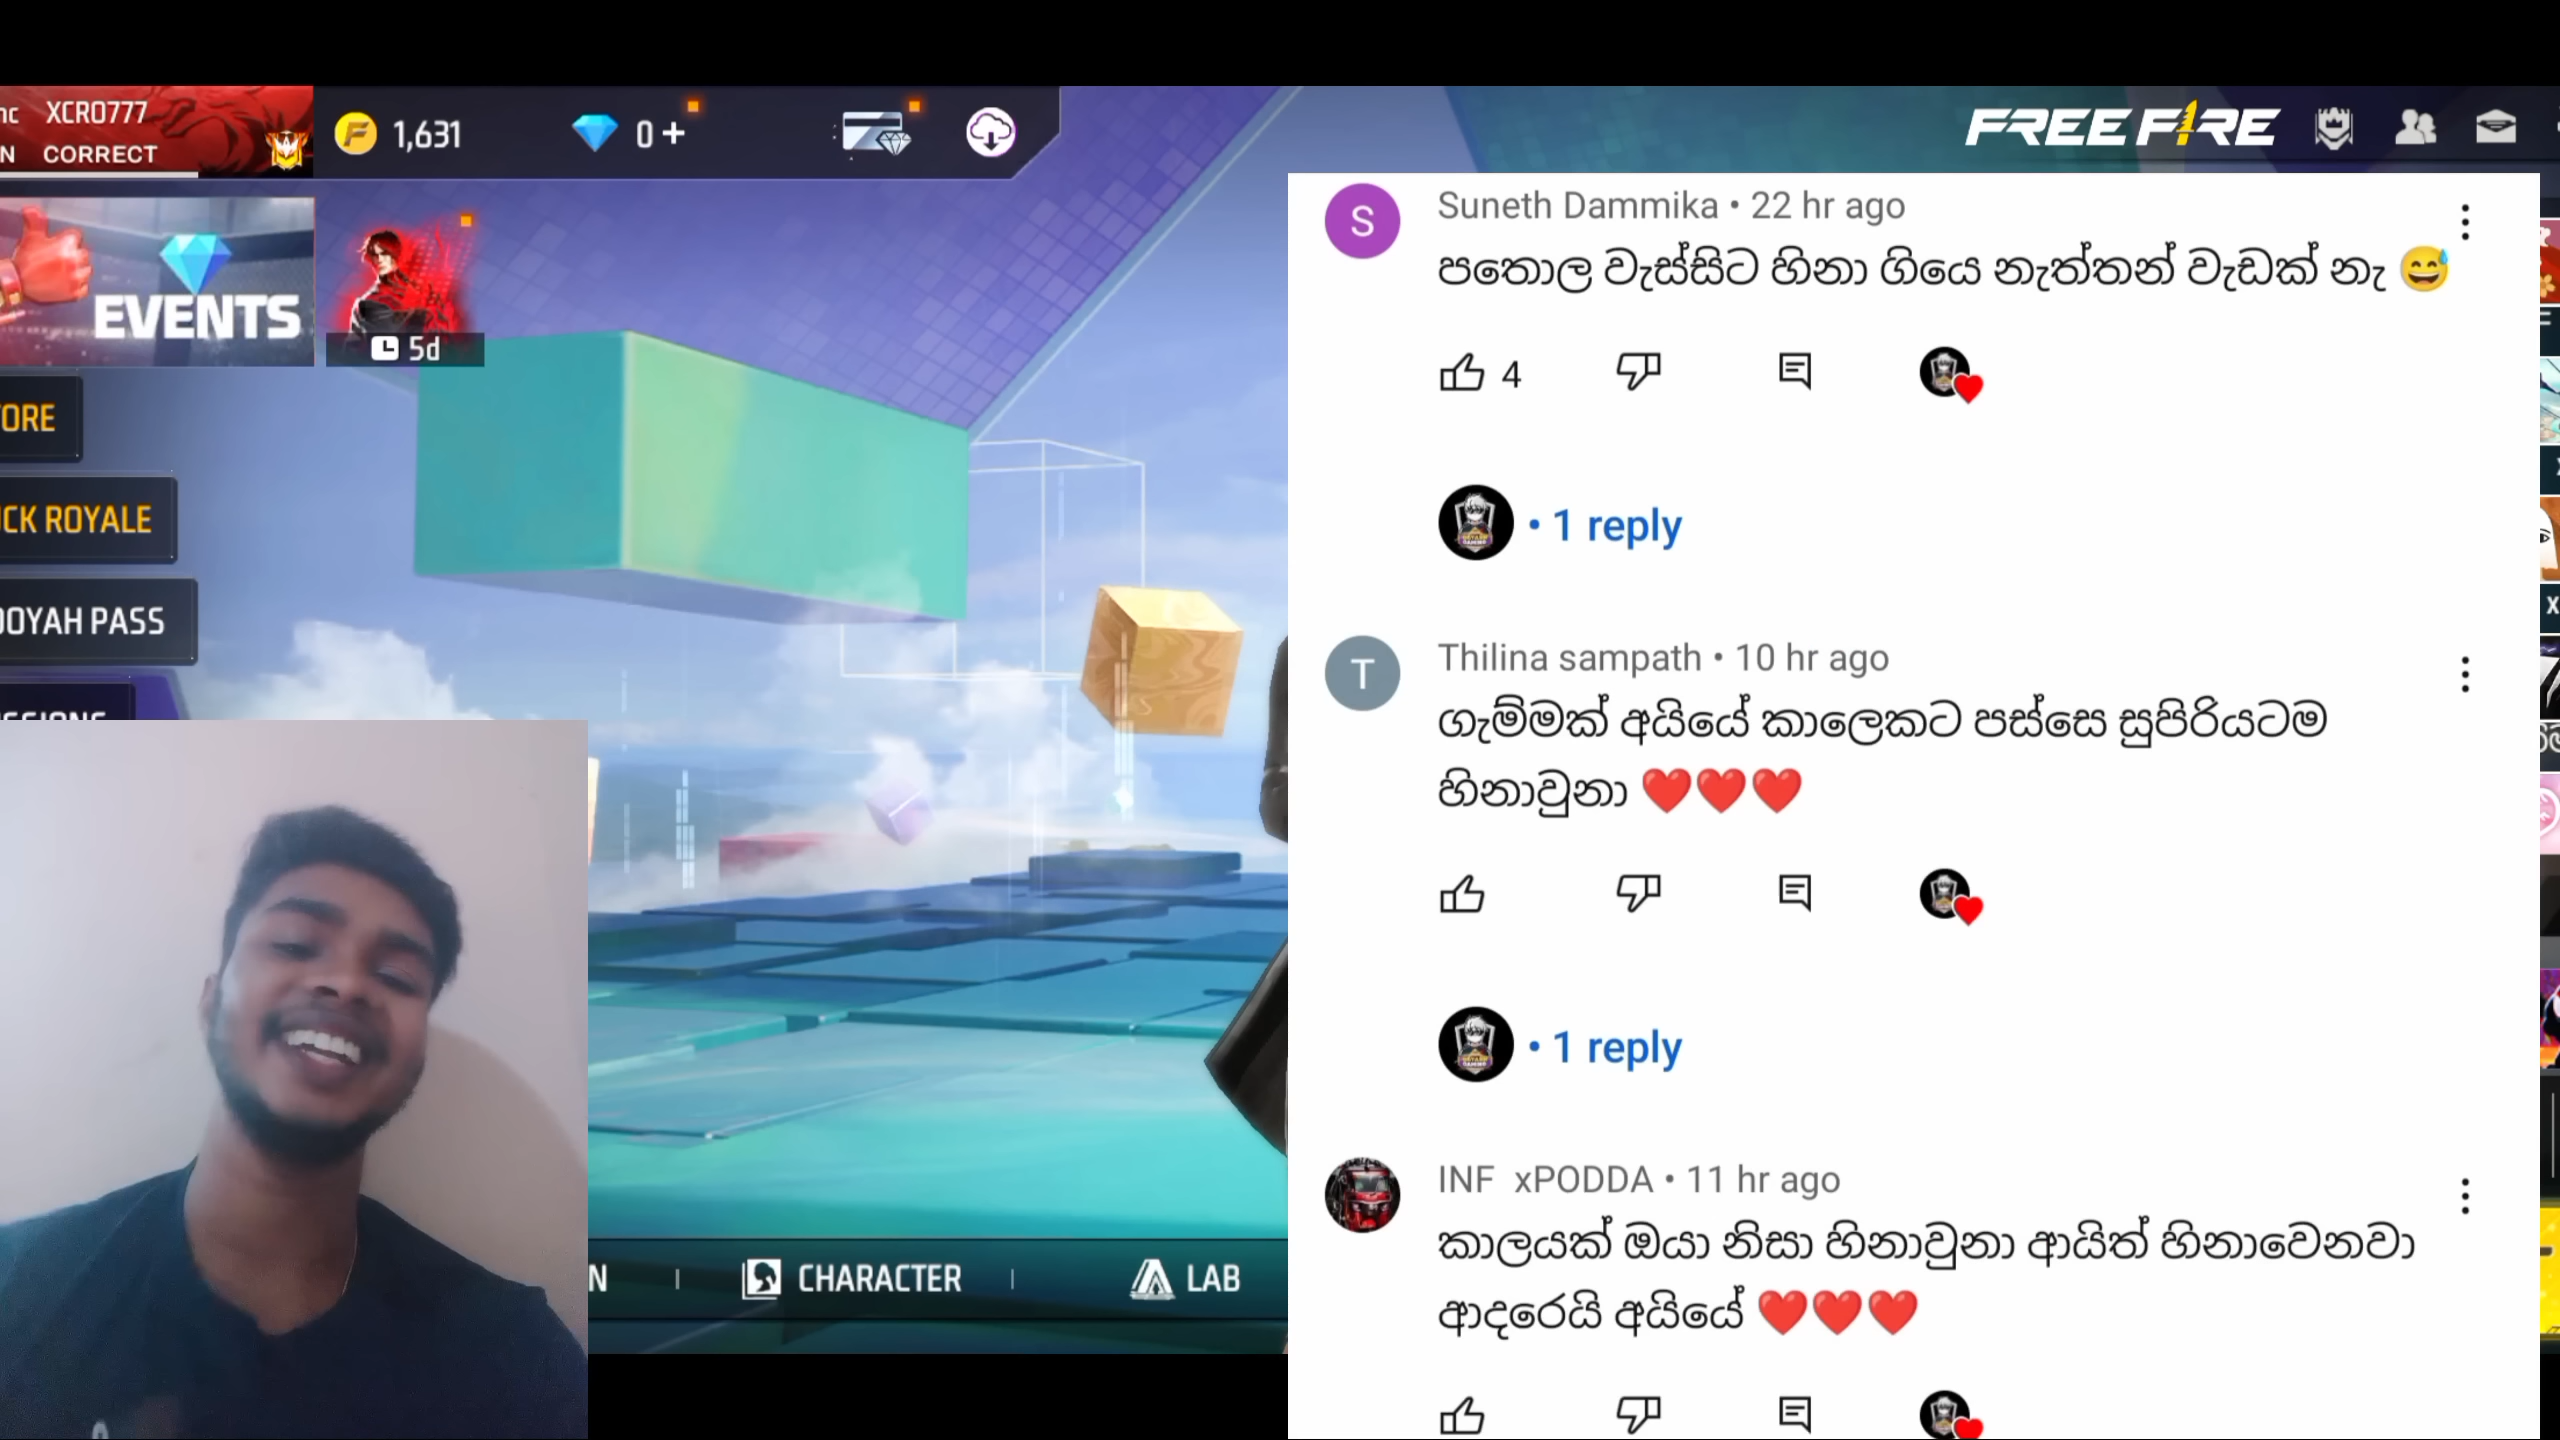 XCRO777
CORRECT
1,631
0 +
FREE FIRE
EVENTS
5d
ORE
CK ROYALE
OOYAH PASS
Suneth Dammika • 22 hr ago
පතොල වැස්සිට හිනා ගියෙ නැත්තන් වැඩක් නැ 😅
4
• 1 reply
Thilina sampath • 10 hr ago
ගැම්මක් අයියේ කාලෙකට පස්සෙ සුපිරියටම
හිනාවුනා ❤️❤️❤️
• 1 reply
INF xPODDA • 11 hr ago
කාලයක් ඔයා නිසා හිනාවුනා ආයිත් හිනාවෙනවා
ආදරෙයි අයියේ ❤️❤️❤️
N
CHARACTER
LAB
S
T